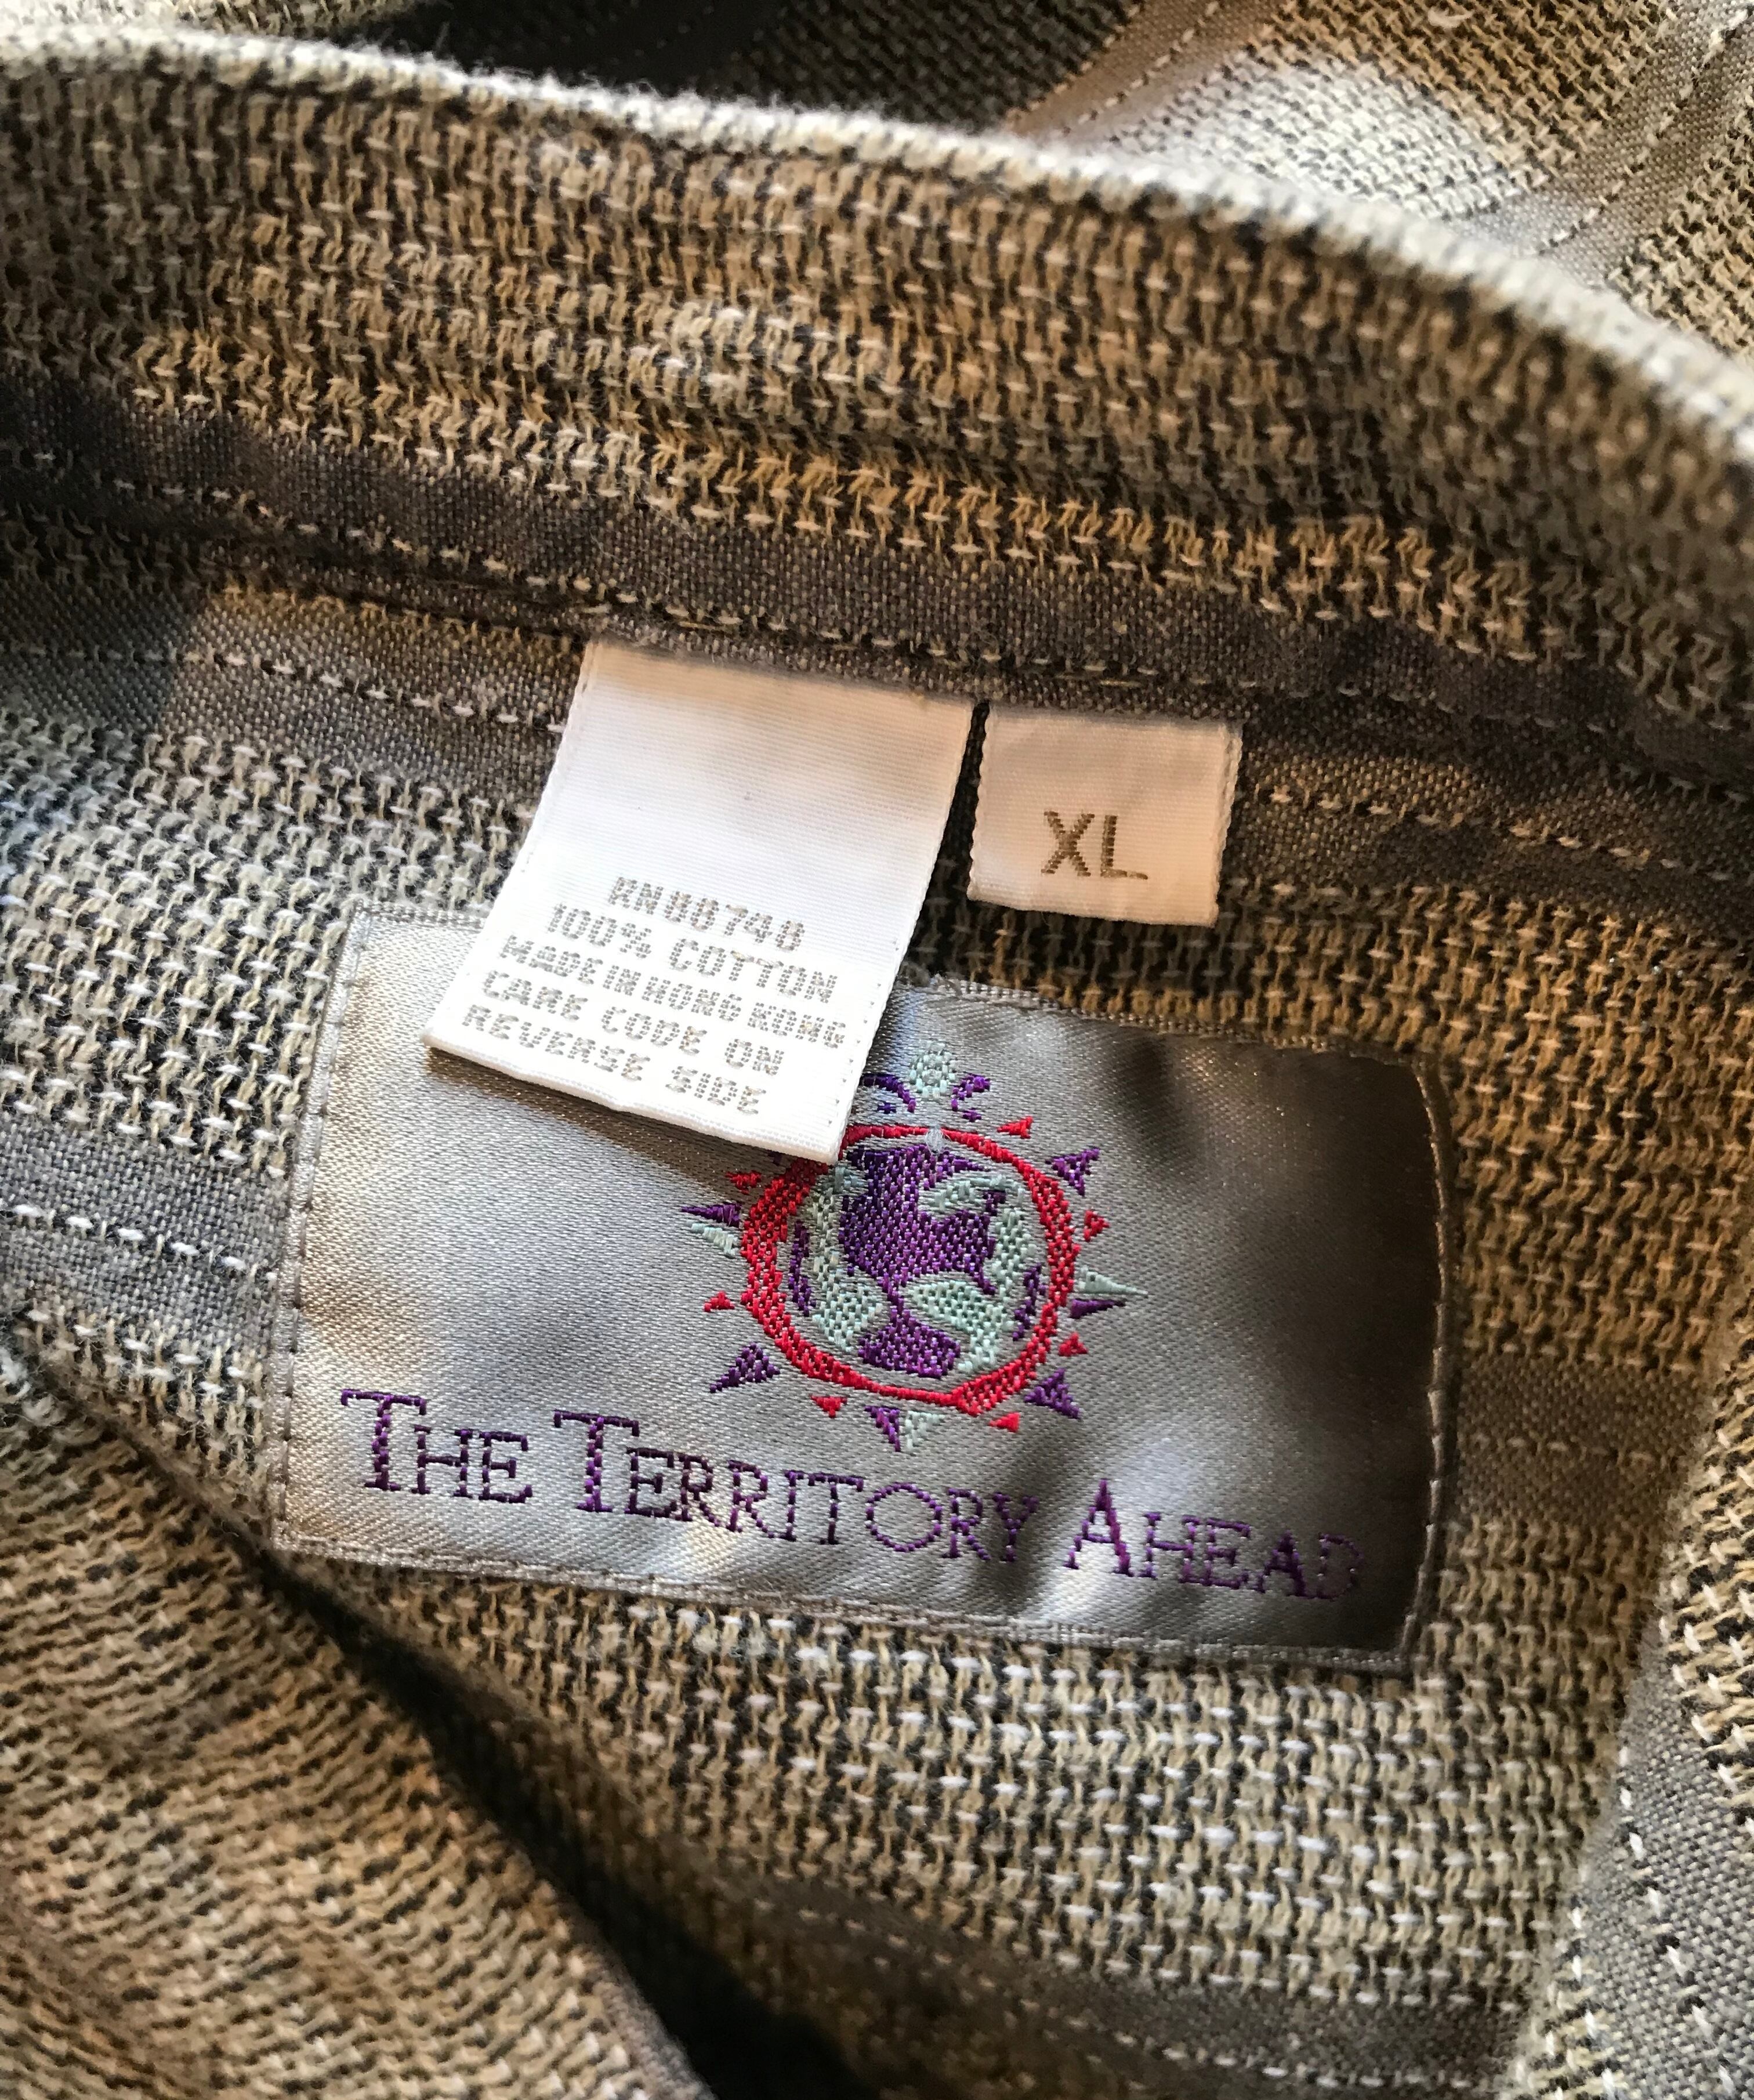 XL
100% COTTON
MADE IN HONG KONG
CARE CODE ON
REVERSE SIDE
THE TERRITORY AHEAD